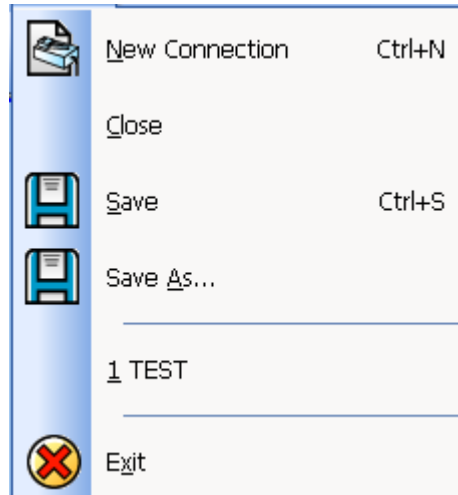 New Connection Ctrl+N
Close
Save Ctrl+S
Save As...
1 TEST
Exit